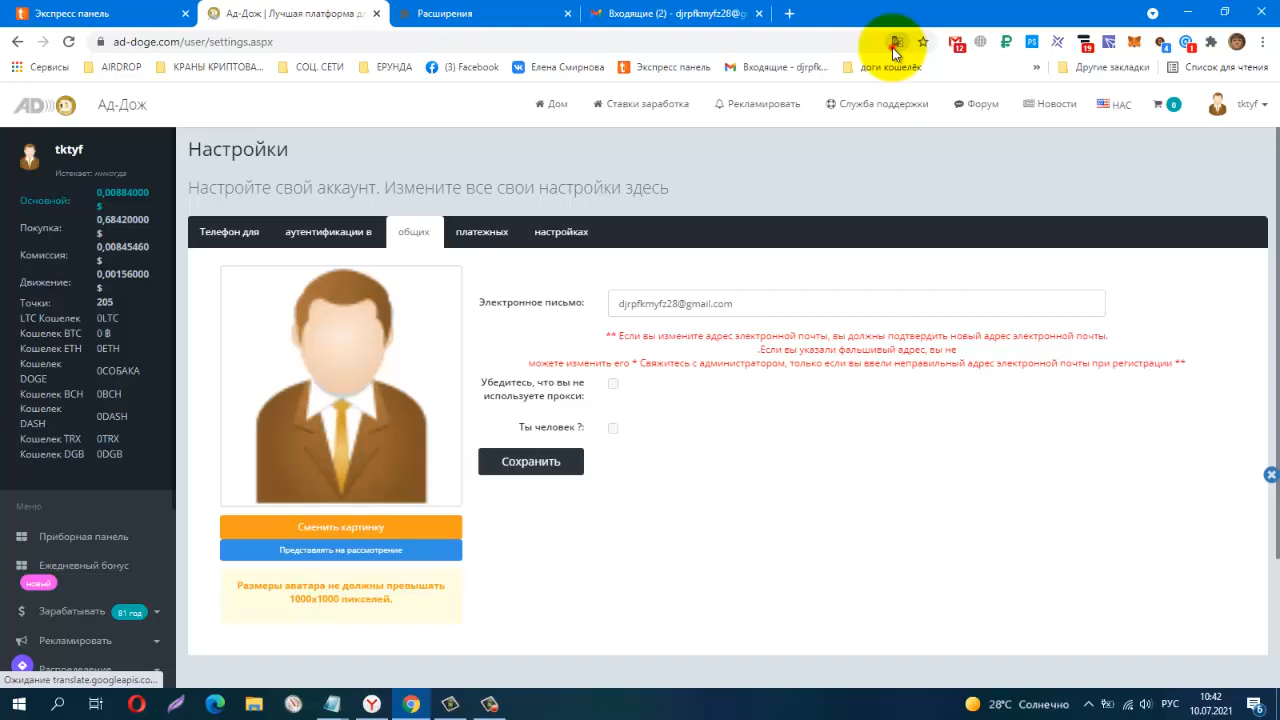 Экспресс панель
Ад-Дож | Лучшая платформа д
Расширения
Входящие (2) - djrpfkmyfz28@g
ad-doge.com/user/settings.aspx
12
19
4
1
Сервисы
AIRDROP
КРАНЫ КРИПТОВА...
СОЦ. СЕТИ
ЕРУНДА
(3) Facebook
Елена Смирнова
Экспресс панель
Входящие - djrpfk...
доги кошелёк
»
Другие закладки
Список для чтения
AD
Ад-Дож
Дом
Ставки заработка
Рекламировать
Служба поддержки
Форум
Новости
НАС
0
tktyf
tktyf
Истекает: никогда
Основной: 0,00884000 $
Покупка: 0,68420000 $
Комиссия: 0,00845460 $
Движение: 0,00156000 $
Точки: 205
LTC Кошелек 0LTC
Кошелек BTC 0 ฿
Кошелек ETH 0ETH
Кошелек DOGE 0СОБАКА
Кошелек BCH 0BCH
Кошелек DASH 0DASH
Кошелек TRX 0TRX
Кошелек DGB 0DGB
Меню
Приборная панель
Ежедневный бонус
новый
Зарабатывать 81 год
Рекламировать
Распределение
Ожидание translate.googleapis.co...
Настройки
Настройте свой аккаунт. Измените все свои настройки здесь
Телефон для
аутентификации в
общих
платежных
настройках
Электронное письмо:
djrpfkmyfz28@gmail.com
** Если вы измените адрес электронной почты, вы должны подтвердить новый адрес электронной почты.
.Если вы указали фальшивый адрес, вы не
можете изменить его * Свяжитесь с администратором, только если вы ввели неправильный адрес электронной почты при регистрации **
Убедитесь, что вы не
используете прокси:
Ты человек ?:
Сохранить
Сменить картинку
Представлять на рассмотрение
Размеры аватара не должны превышать
1000x1000 пикселей.
28°C Солнечно
РУС
10:42
10.07.2021
6